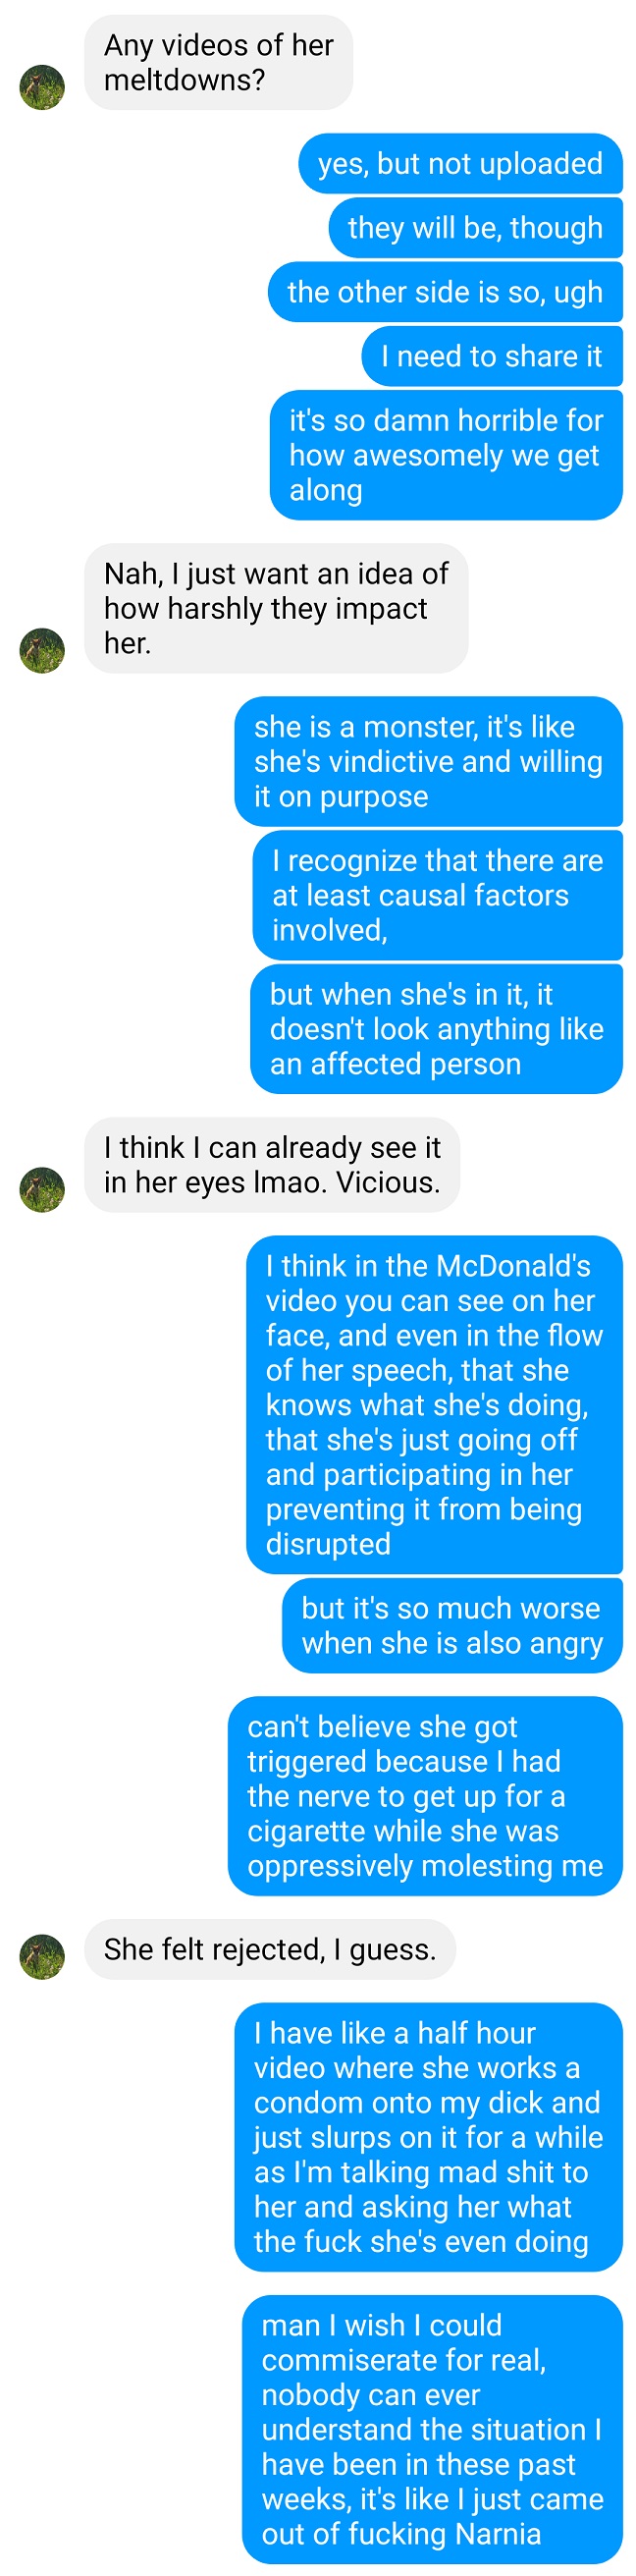 Any videos of her
meltdowns?
yes, but not uploaded
they will be, though
the other side is so, ugh
I need to share it
it's so damn horrible for
how awesomely we get
along
Nah, I just want an idea of
how harshly they impact
her.
she is a monster, it's like
she's vindictive and willing
it on purpose
I recognize that there are
at least causal factors
involved,
but when she's in it, it
doesn't look anything like
an affected person
I think I can already see it
in her eyes lmao. Vicious.
I think in the McDonald's
video you can see on her
face, and even in the flow
of her speech, that she
knows what she's doing,
that she's just going off
and participating in her
preventing it from being
disrupted
but it's so much worse
when she is also angry
can't believe she got
triggered because I had
the nerve to get up for a
cigarette while she was
oppressively molesting me
She felt rejected, I guess.
I have like a half hour
video where she works a
condom onto my dick and
just slurps on it for a while
as I'm talking mad shit to
her and asking her what
the fuck she's even doing
man I wish I could
commiserate for real,
nobody can ever
understand the situation I
have been in these past
weeks, it's like I just came
out of fucking Narnia